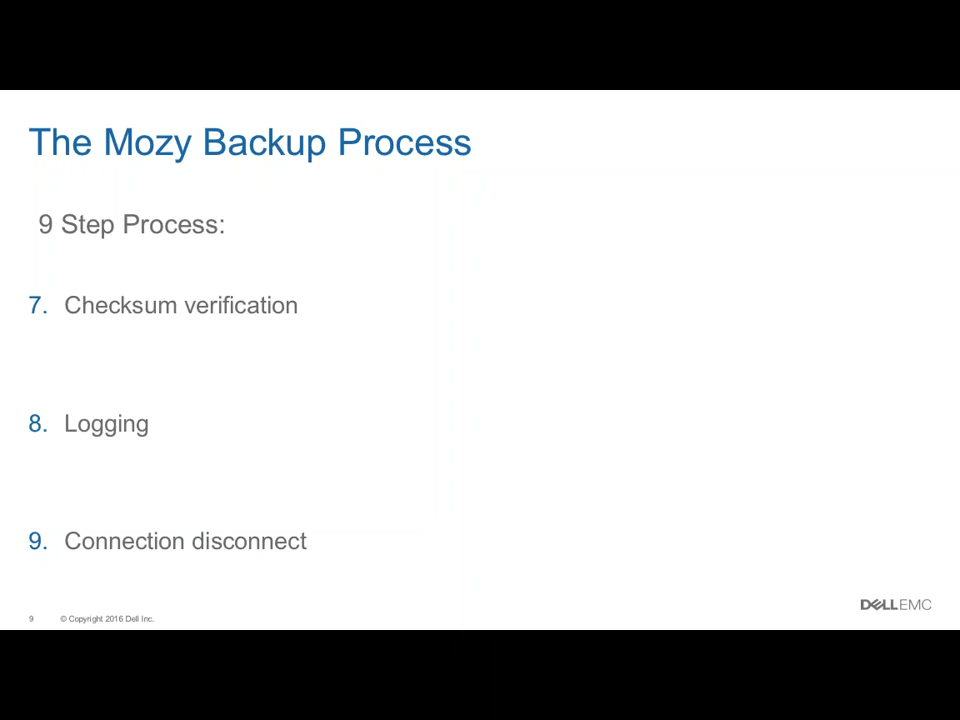 The Mozy Backup Process
9 Step Process:
7. Checksum verification
8. Logging
9. Connection disconnect
9 © Copyright 2016 Dell Inc.
DELLEMC